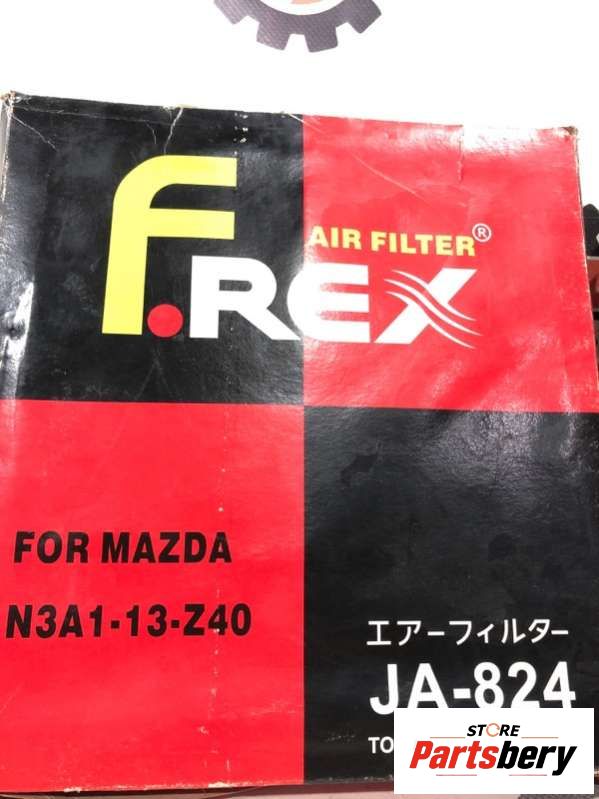 AIR FILTER®
F.REX
FOR MAZDA
N3A1-13-Z40
エアーフィルター
JA-824
TO
STORE
Partsbery